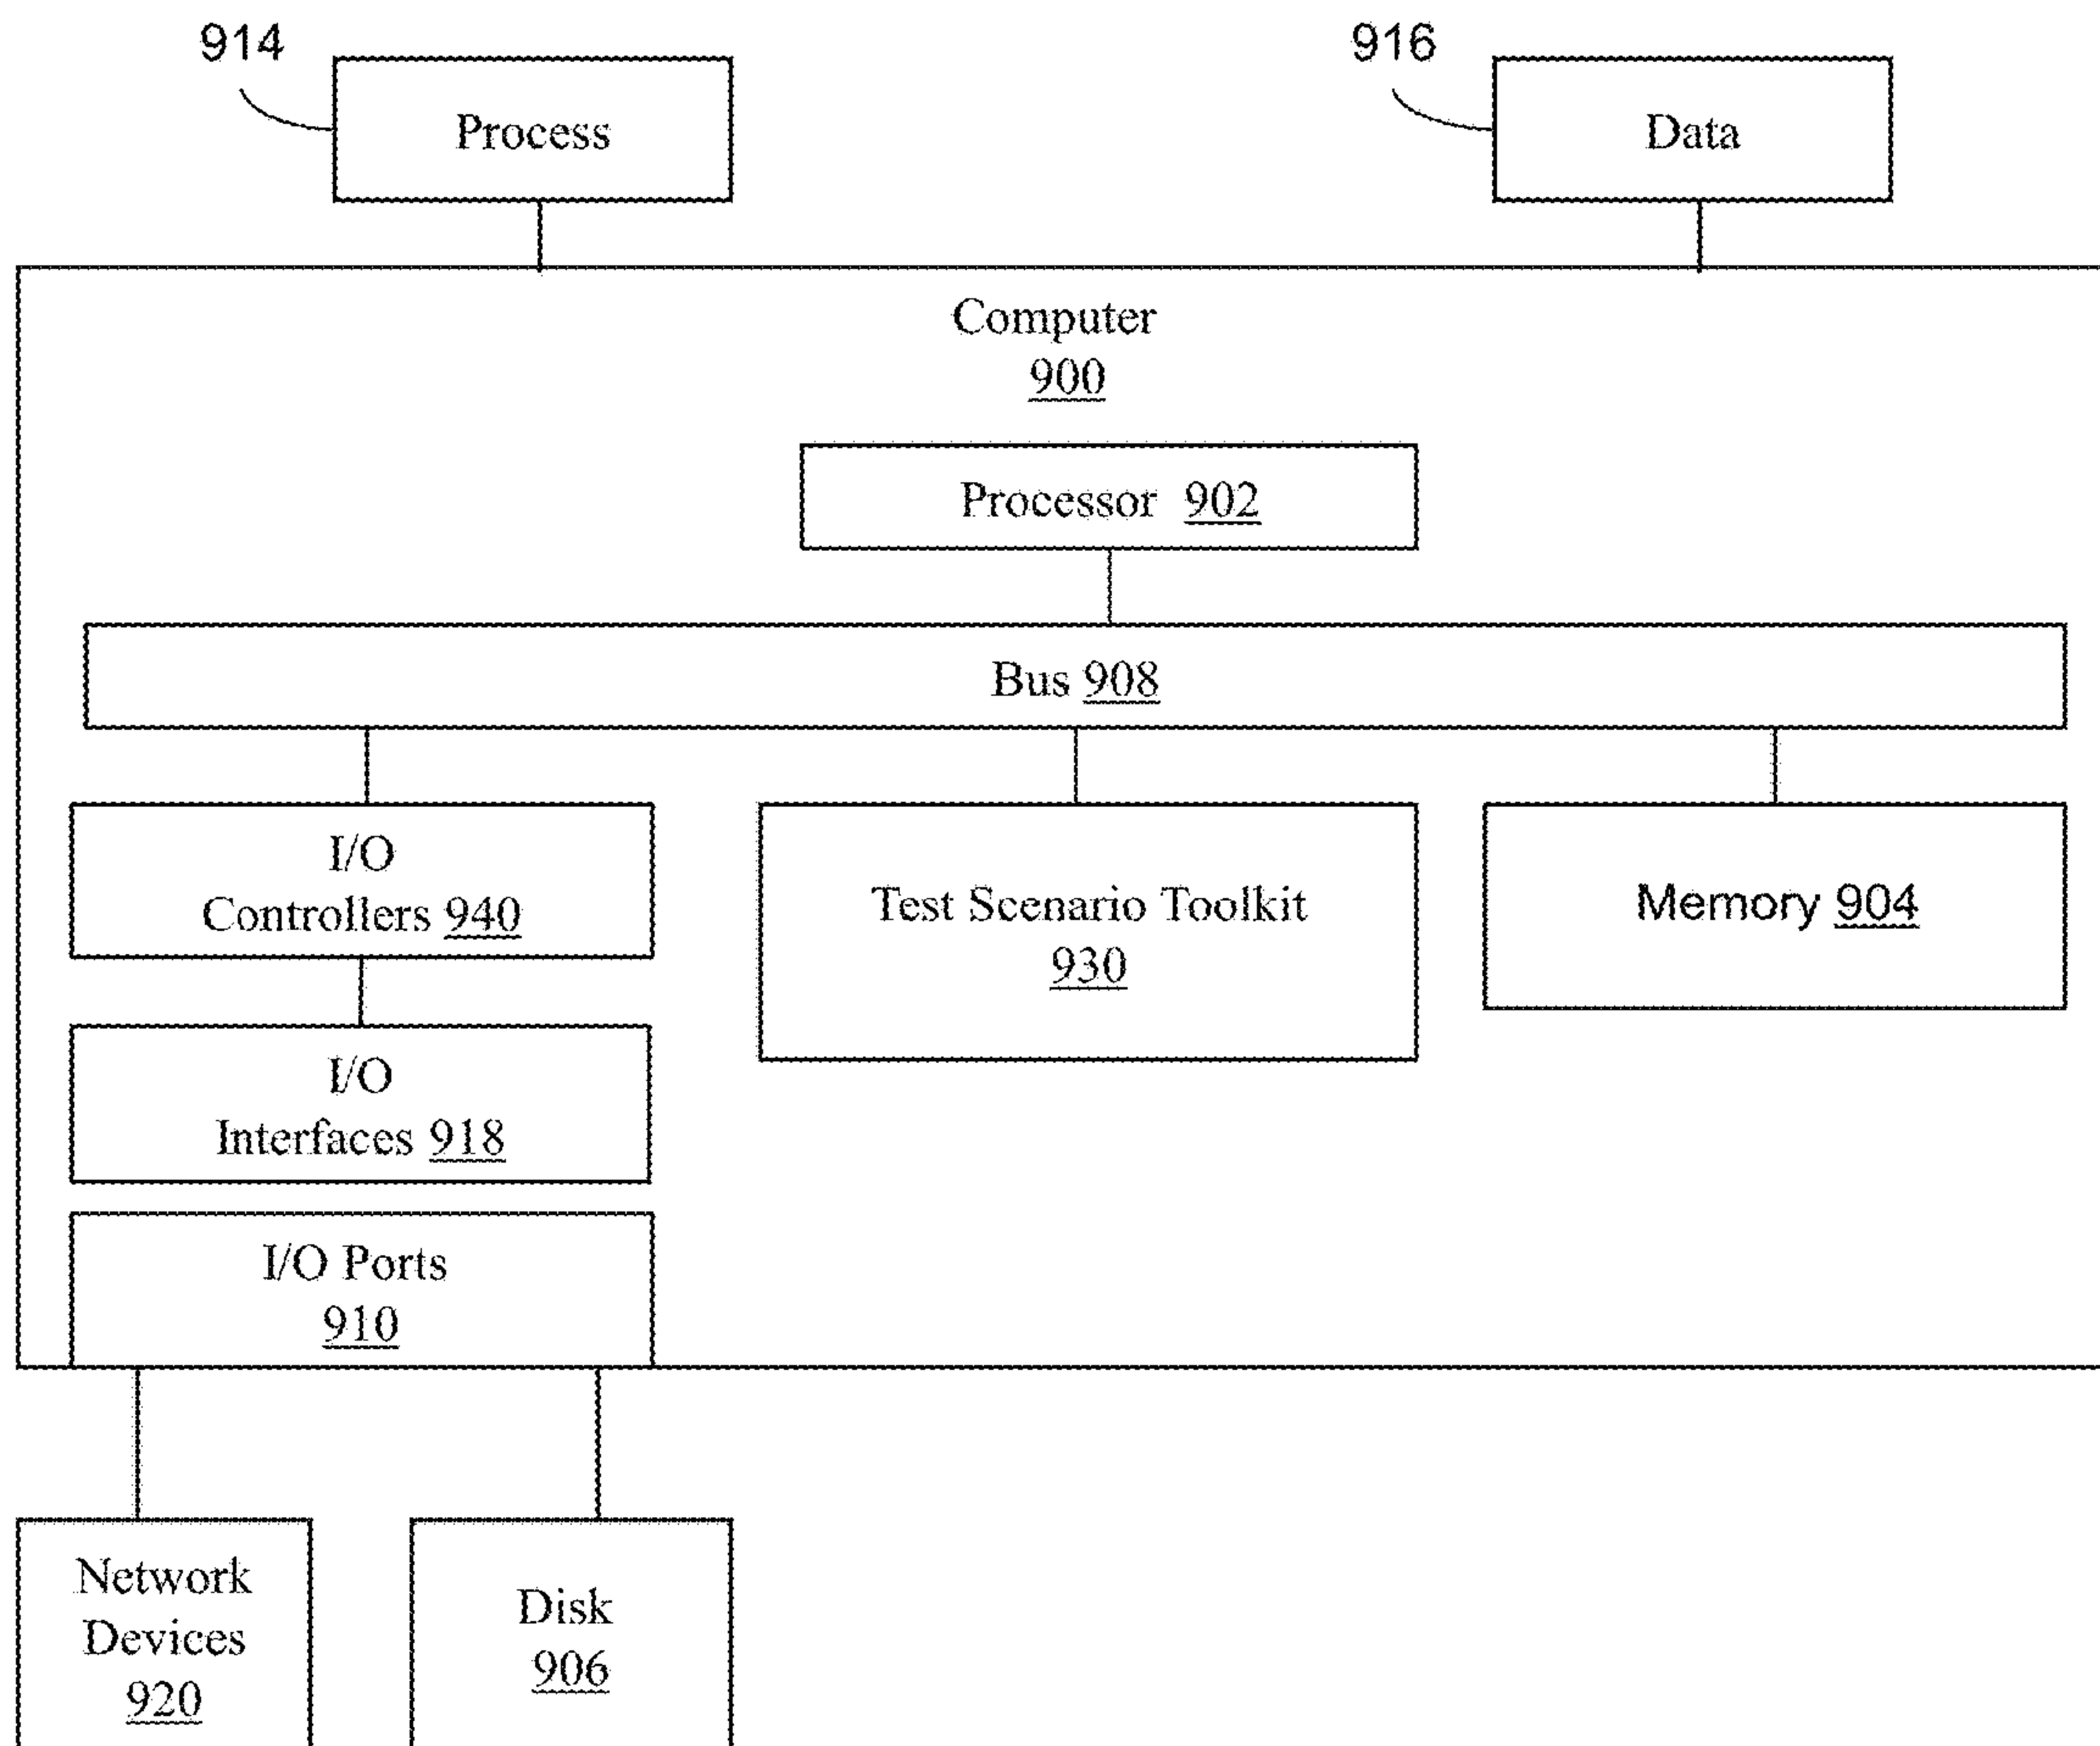 914
916
Process
Data
Computer
900
Processor 902
Bus 908
I/O
Controllers 940
Test Scenario Toolkit
930
Memory 904
I/O
Interfaces 918
I/O Ports
910
Network
Devices
920
Disk
906